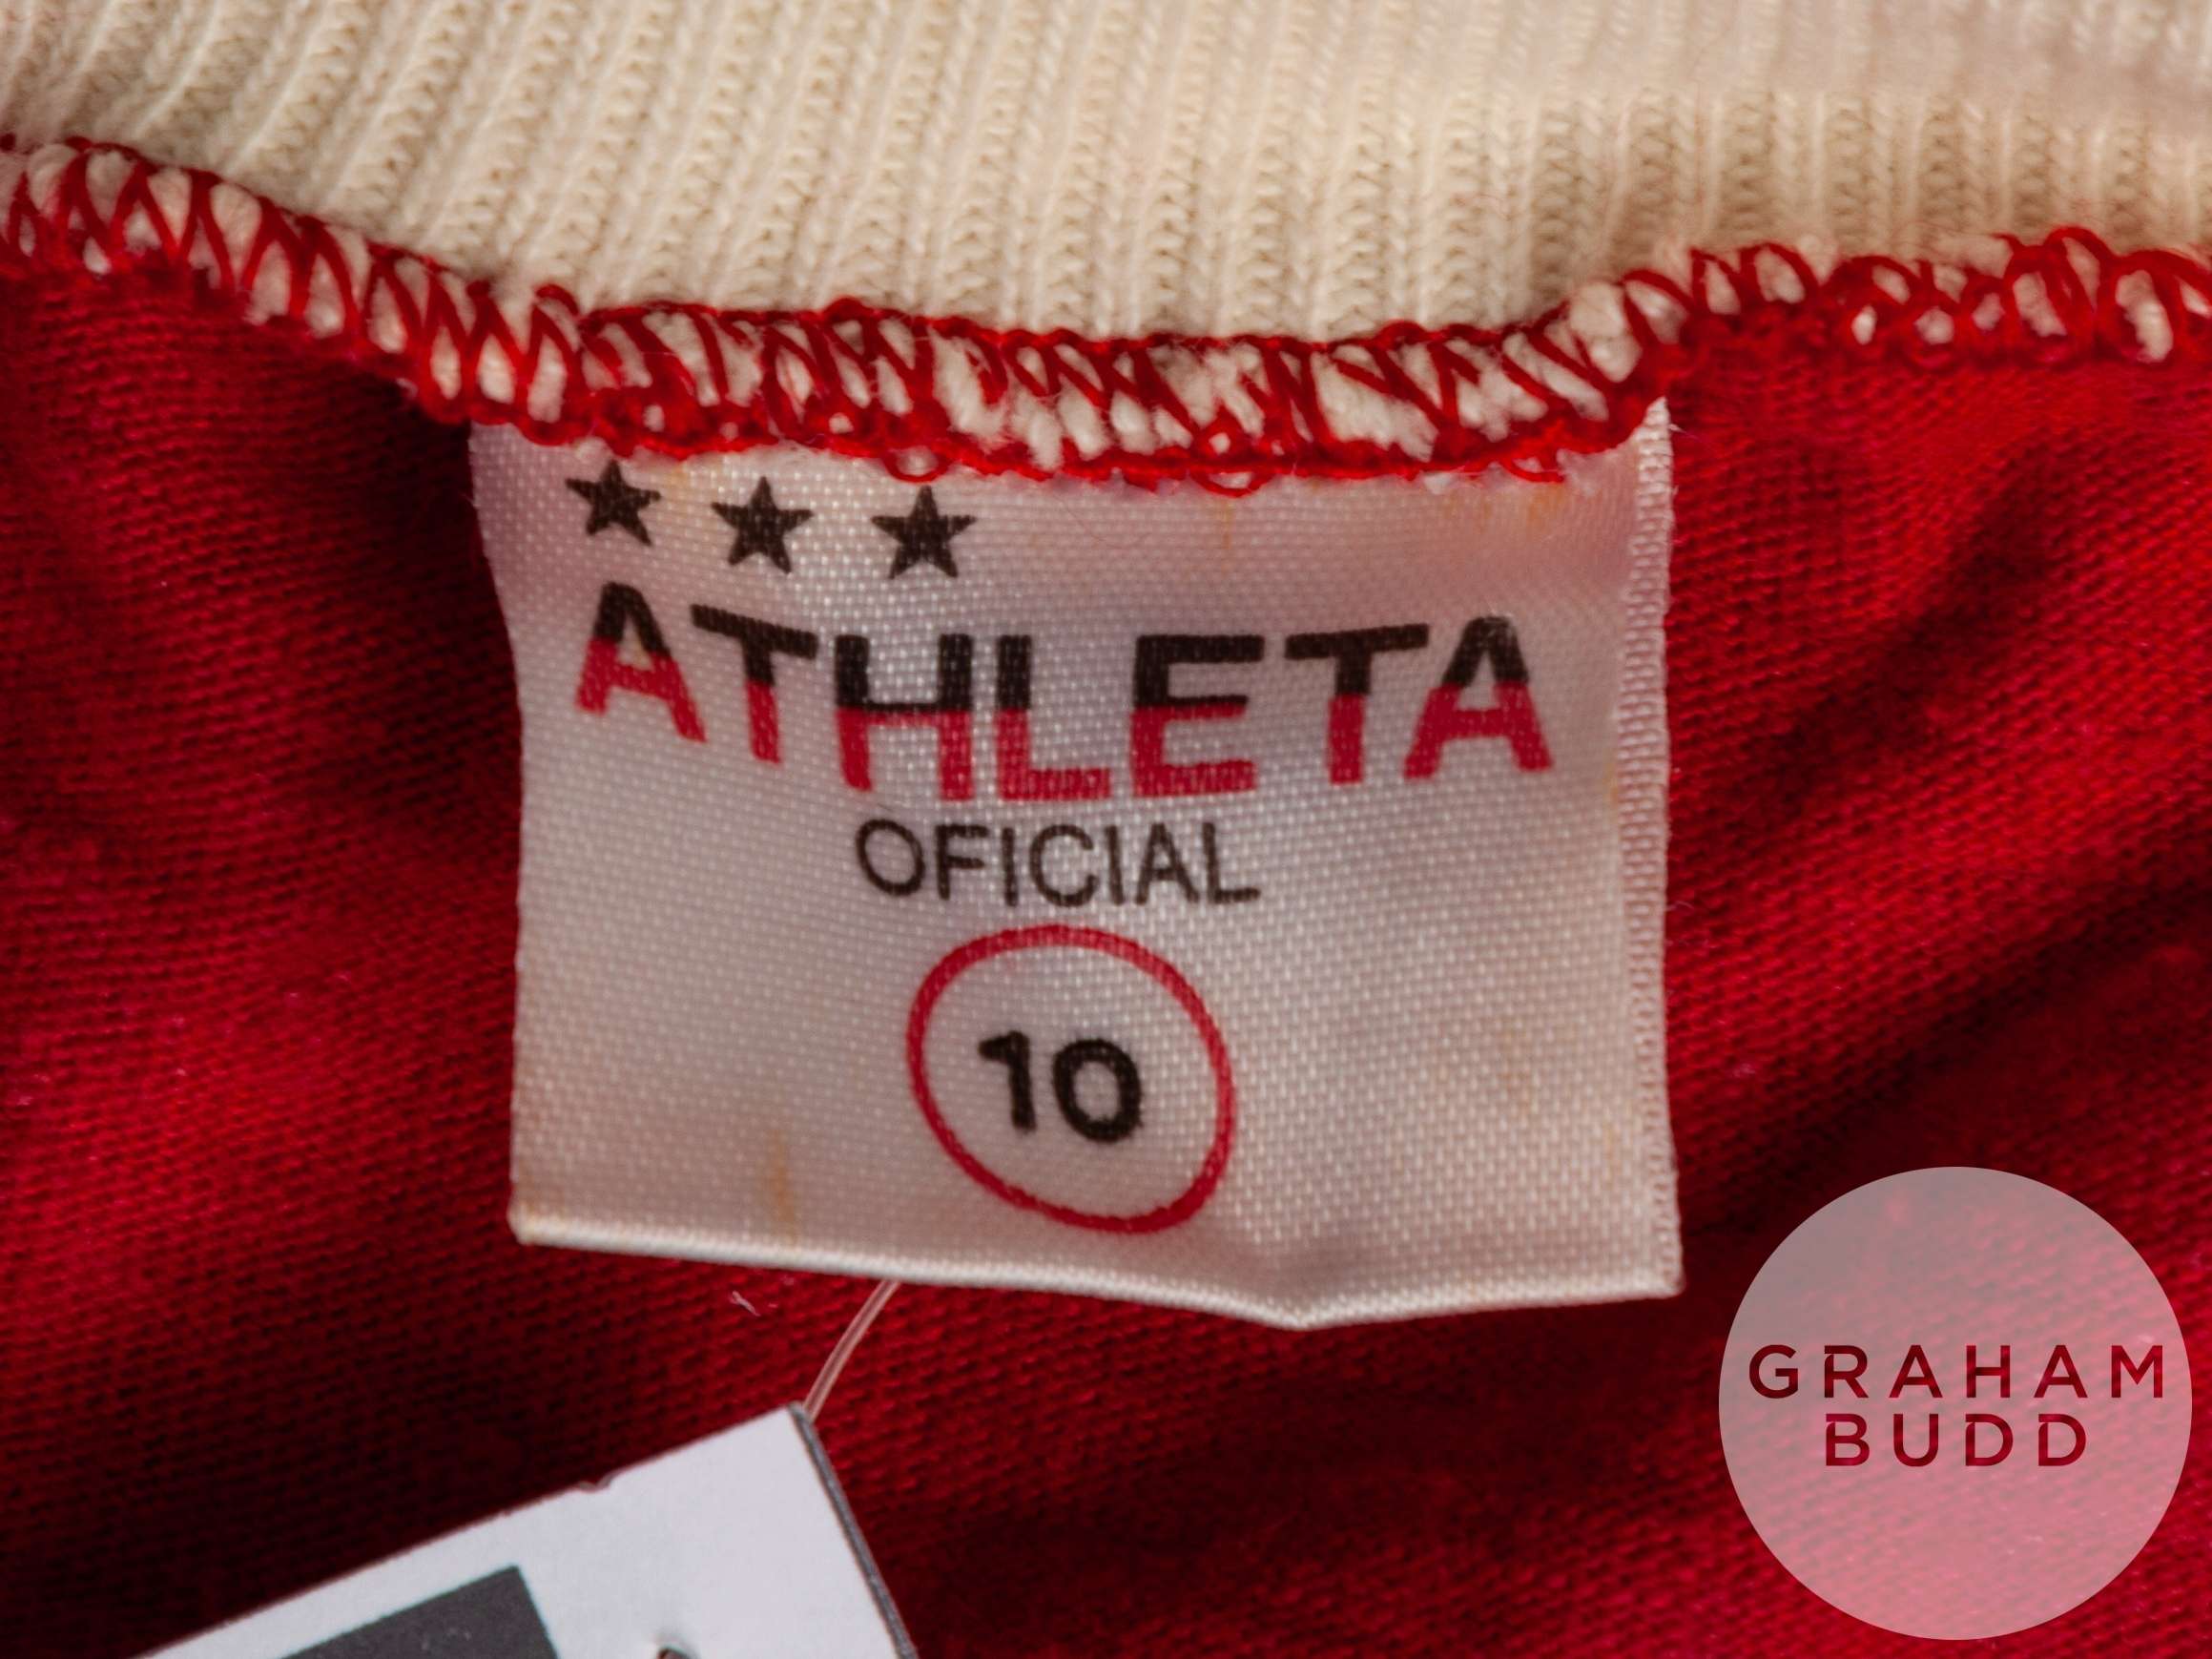 ATHLETA
OFICIAL
10
GRAHAM
BUDD